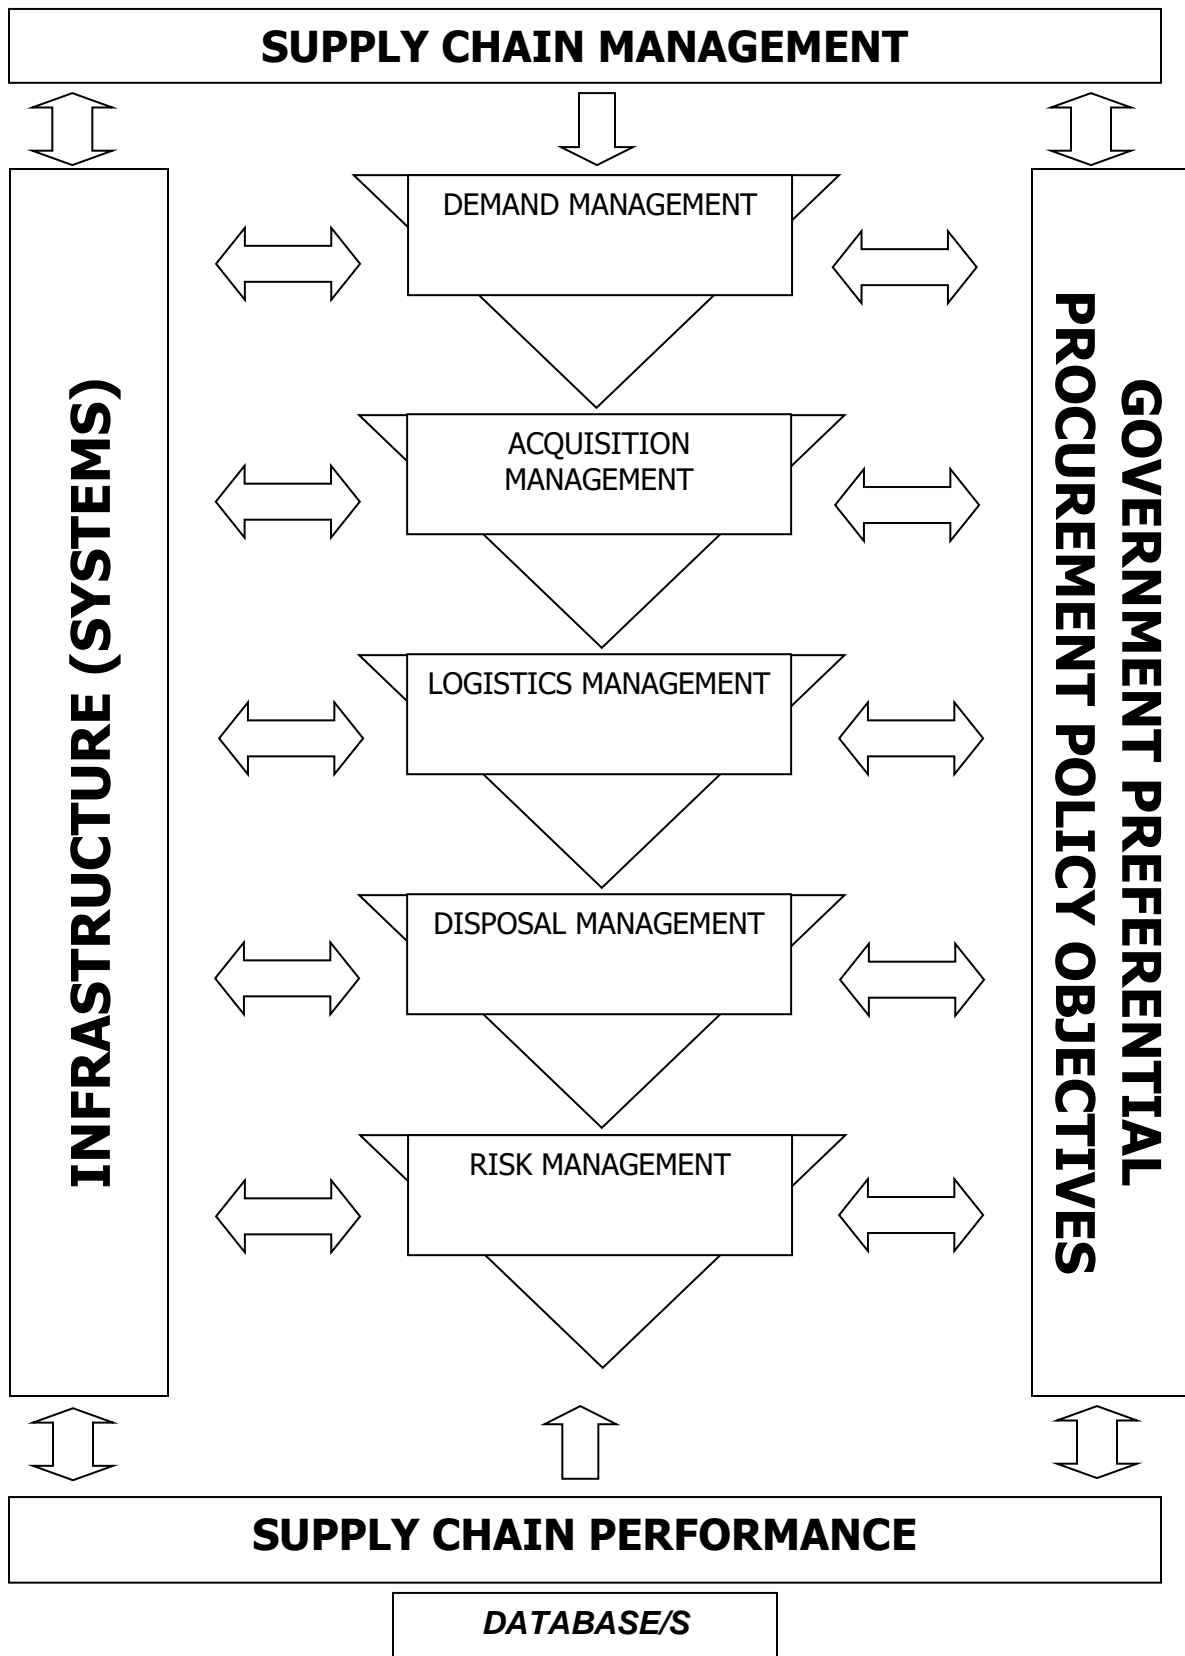 SUPPLY CHAIN MANAGEMENT
DEMAND MANAGEMENT
ACQUISITION
MANAGEMENT
LOGISTICS MANAGEMENT
DISPOSAL MANAGEMENT
RISK MANAGEMENT
INFRASTRUCTURE (SYSTEMS)
GOVERNMENT PREFERENTIAL
PROCUREMENT POLICY OBJECTIVES
SUPPLY CHAIN PERFORMANCE
DATABASE/S